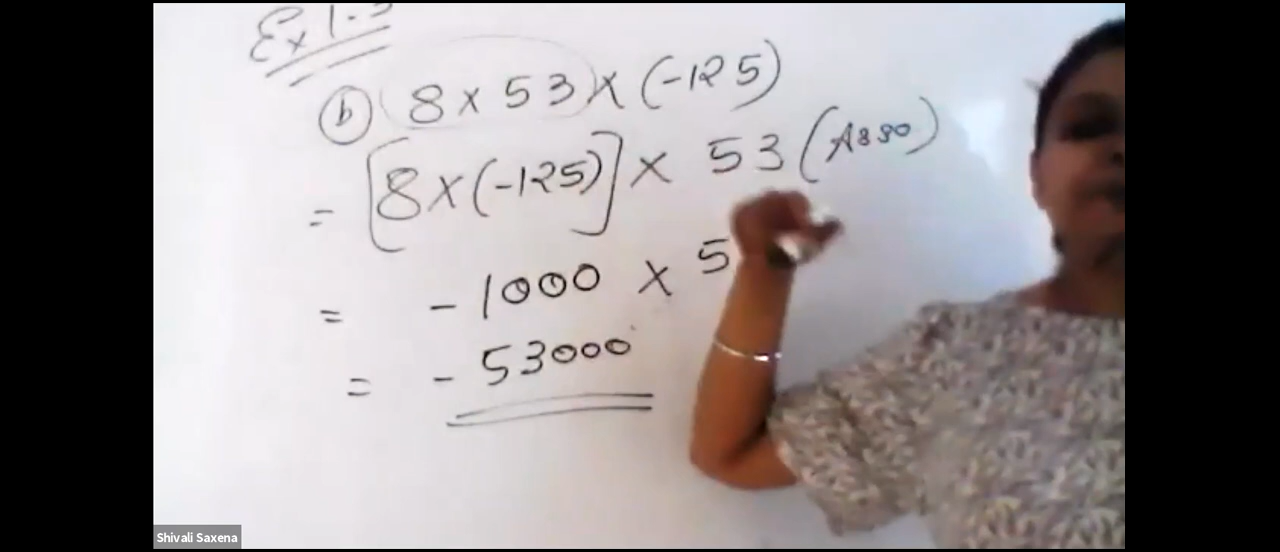 Ex 1.3
(b) 8 × 53 × (-125)
= [8 × (-125)] × 53 (Asso)
= -1000 × 5
= -53000
Shivali Saxena